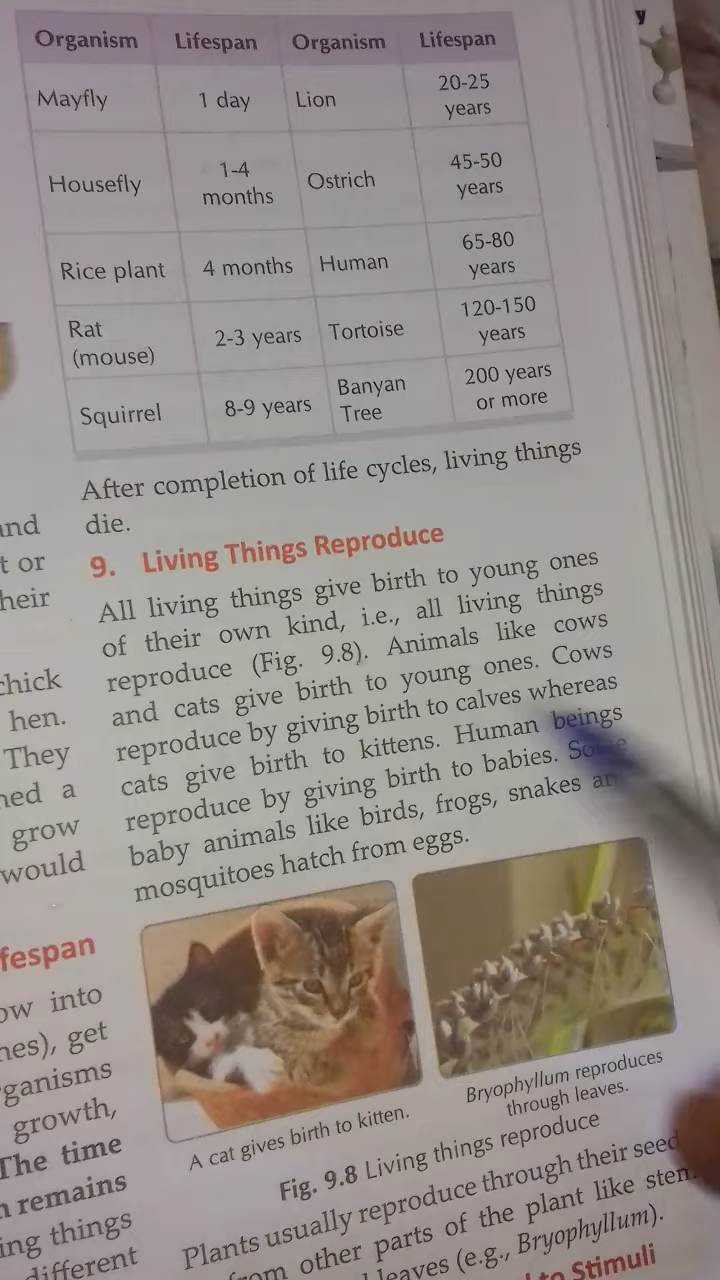 y
Organism Lifespan Organism Lifespan
Mayfly 1 day Lion 20-25 years
Housefly 1-4 months Ostrich 45-50 years
Rice plant 4 months Human 65-80 years
Rat (mouse) 2-3 years Tortoise 120-150 years
Squirrel 8-9 years Banyan Tree 200 years or more
After completion of life cycles, living things
die.
9. Living Things Reproduce
All living things give birth to young ones
of their own kind, i.e., all living things
reproduce (Fig. 9.8). Animals like cows
and cats give birth to young ones. Cows
reproduce by giving birth to calves whereas
cats give birth to kittens. Human beings
reproduce by giving birth to babies. Some
baby animals like birds, frogs, snakes an
mosquitoes hatch from eggs.
A cat gives birth to kitten.
Bryophyllum reproduces
through leaves.
Fig. 9.8 Living things reproduce
Plants usually reproduce through their seed
om other parts of the plant like stem
leaves (e.g., Bryophyllum).
to Stimuli
and
t or
heir
chick
hen.
They
ned a
grow
would
fespan
ow into
nes), get
ganisms
growth,
The time
n remains
ing things
different